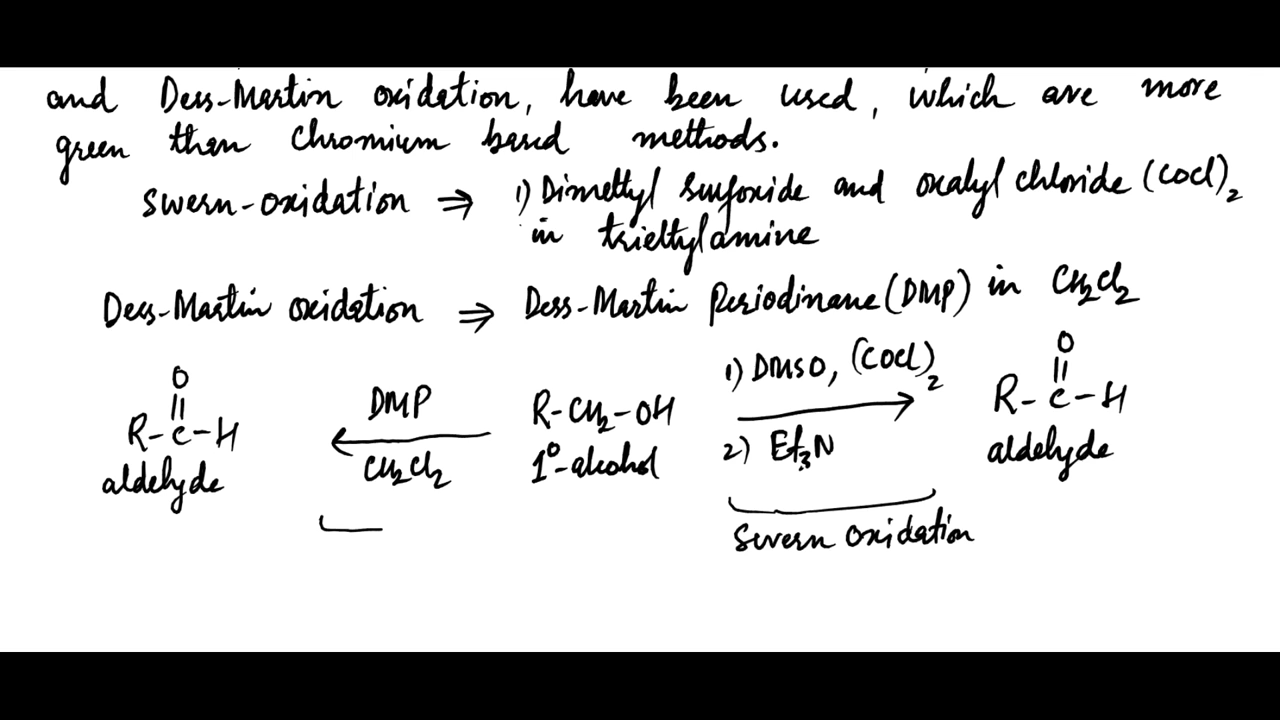 and Dess-Martin oxidation, have been used, which are more
green than Chromium based methods.
Swern-oxidation ⇒ 1) Dimethyl sulfoxide and oxalyl chloride (COCl)₂
in triethylamine
Dess-Martin oxidation ⇒ Dess-Martin Periodinane (DMP) in CH₂Cl₂
O
||
R-C-H
aldehyde
DMP
CH₂Cl₂
R-CH₂-OH
1°-alcohol
1) DMSO, (COCl)₂
2) Et₃N
Swern oxidation
O
||
R-C-H
aldehyde